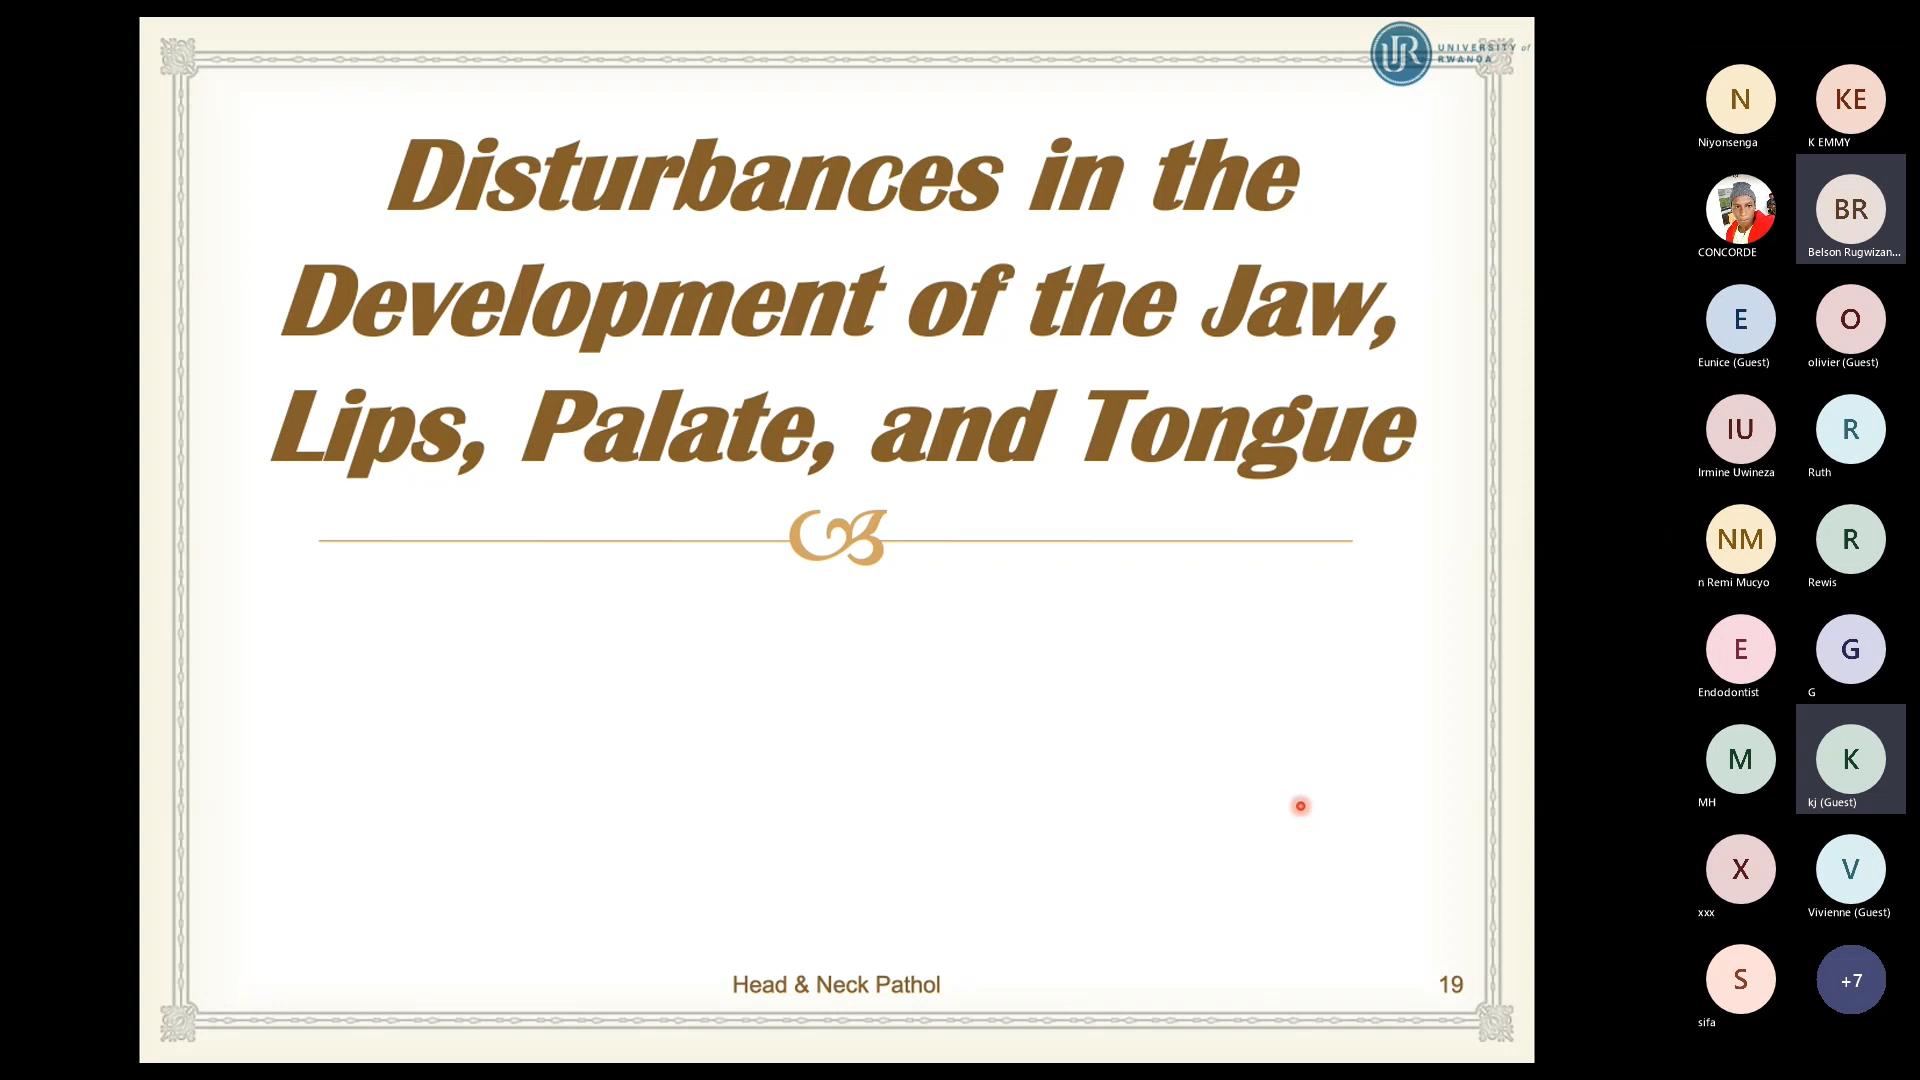 UNIVERSITY of
RWANDA
Disturbances in the
Development of the Jaw,
Lips, Palate, and Tongue
Head & Neck Pathol
19
N
Niyonsenga
KE
K EMMY
CONCORDE
BR
Belson Rugwizan...
E
Eunice (Guest)
O
olivier (Guest)
IU
Irmine Uwineza
R
Ruth
NM
n Remi Mucyo
R
Rewis
E
Endodontist
G
G
M
MH
K
kj (Guest)
X
xxx
V
Vivienne (Guest)
S
sifa
+7